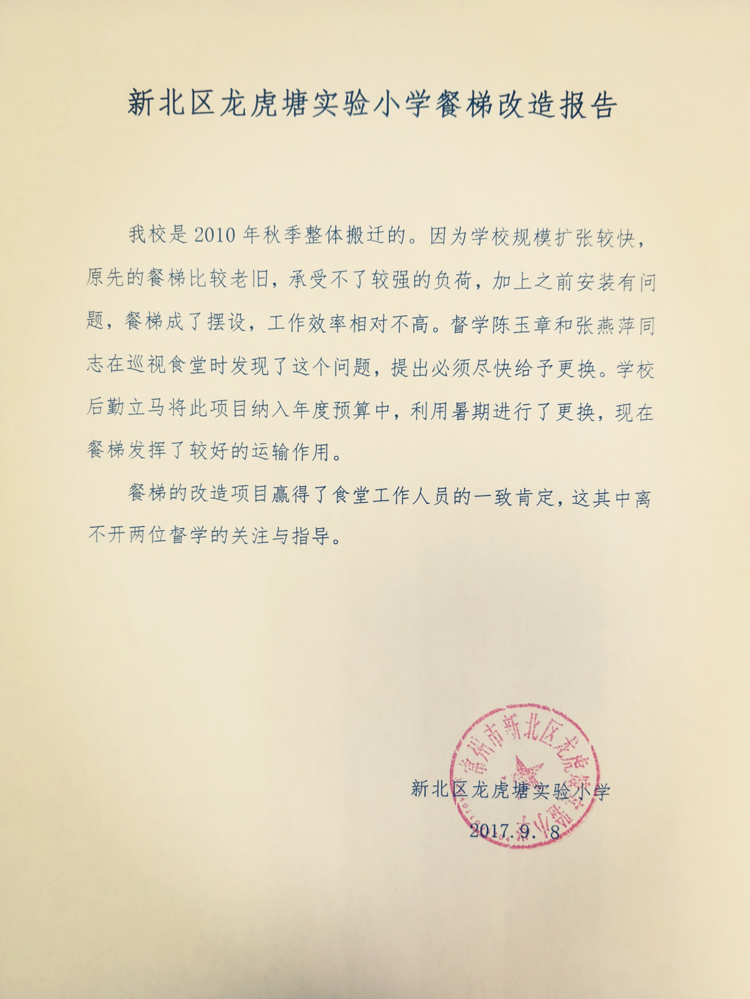 新北区龙虎塘实验小学餐梯改造报告
我校是 2010 年秋季整体搬迁的。因为学校规模扩张较快，
原先的餐梯比较老旧，承受不了较强的负荷，加上之前安装有问
题，餐梯成了摆设，工作效率相对不高。督学陈玉章和张燕萍同
志在巡视食堂时发现了这个问题，提出必须尽快给予更换。学校
后勤立马将此项目纳入年度预算中，利用暑期进行了更换，现在
餐梯发挥了较好的运输作用。
餐梯的改造项目赢得了食堂工作人员的一致肯定，这其中离
不开两位督学的关注与指导。
常州市新北区龙虎塘实验小学
新北区龙虎塘实验小学
2017.9. 8